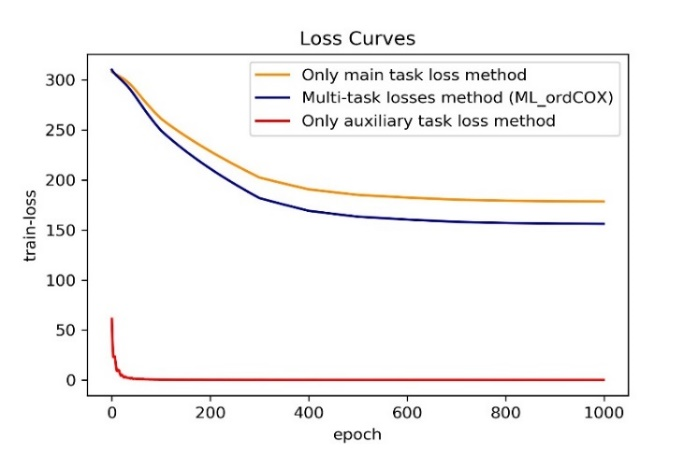 Loss Curves
Only main task loss method
Multi-task losses method (ML_ordCOX)
Only auxiliary task loss method
train-loss
300
250
200
150
100
50
0
0 200 400 600 800 1000
epoch